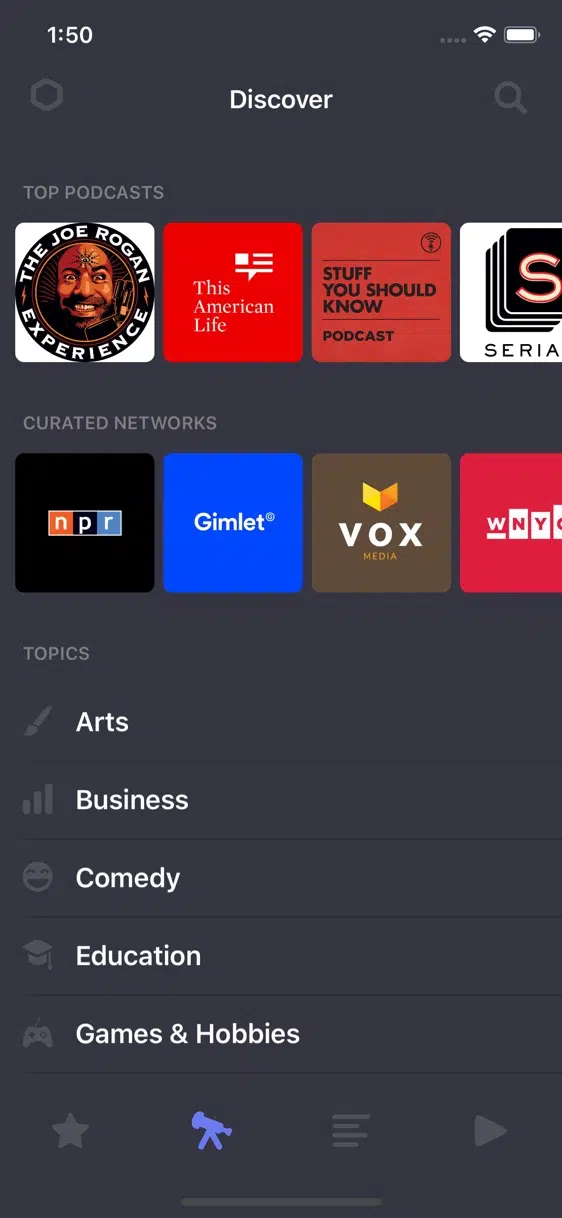 1:50
Discover
TOP PODCASTS
THE JOE ROGAN
EXPERIENCE
This
American
Life
STUFF
YOU SHOULD
KNOW
PODCAST
S
SERIA
CURATED NETWORKS
npr
Gimlet G
VOX
MEDIA
WNYC
TOPICS
Arts
Business
Comedy
Education
Games & Hobbies